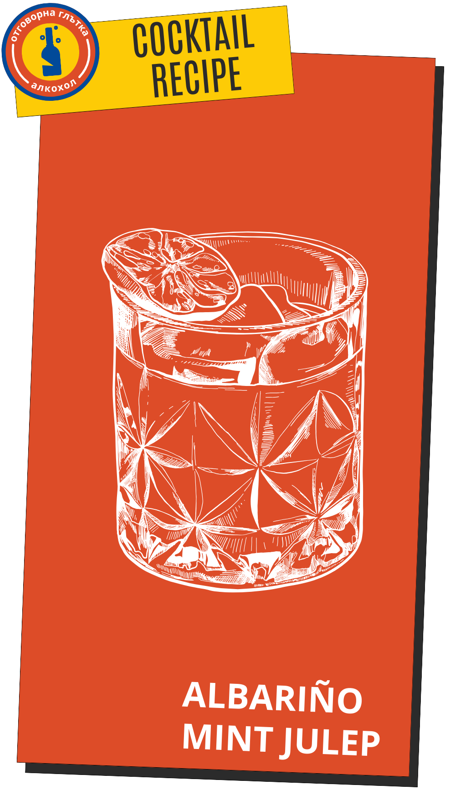 отговорна глътка
алкохол
COCKTAIL
RECIPE
ALBARIÑO
MINT JULEP